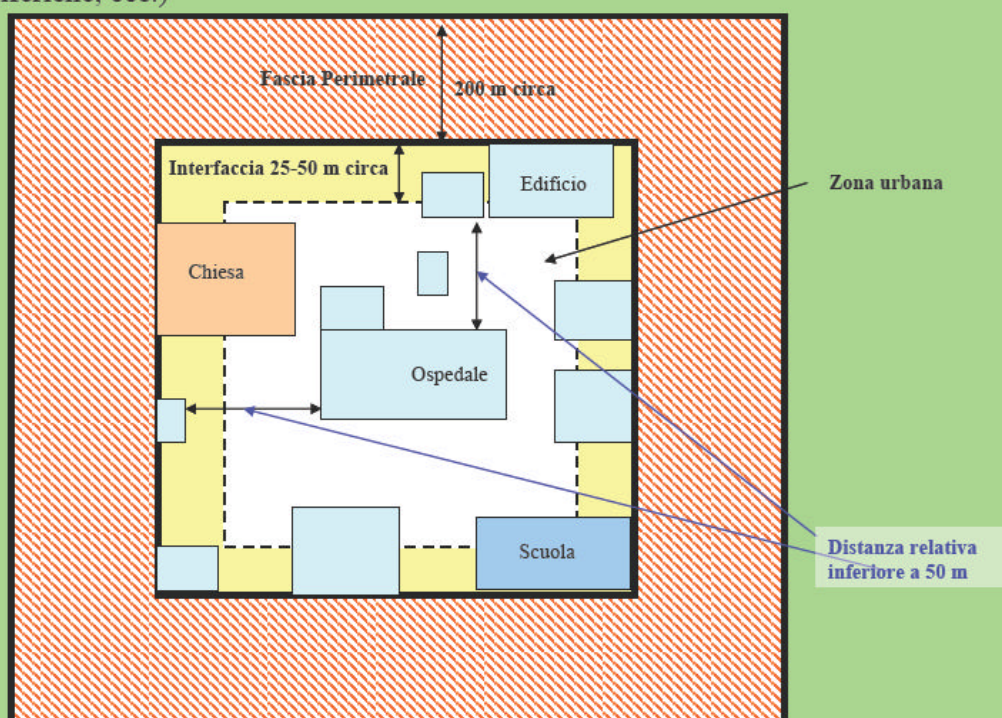 Fascia Perimetrale
200 m circa
Interfaccia 25-50 m circa
Edificio
Zona urbana
Chiesa
Ospedale
Scuola
Distanza relativa
inferiore a 50 m